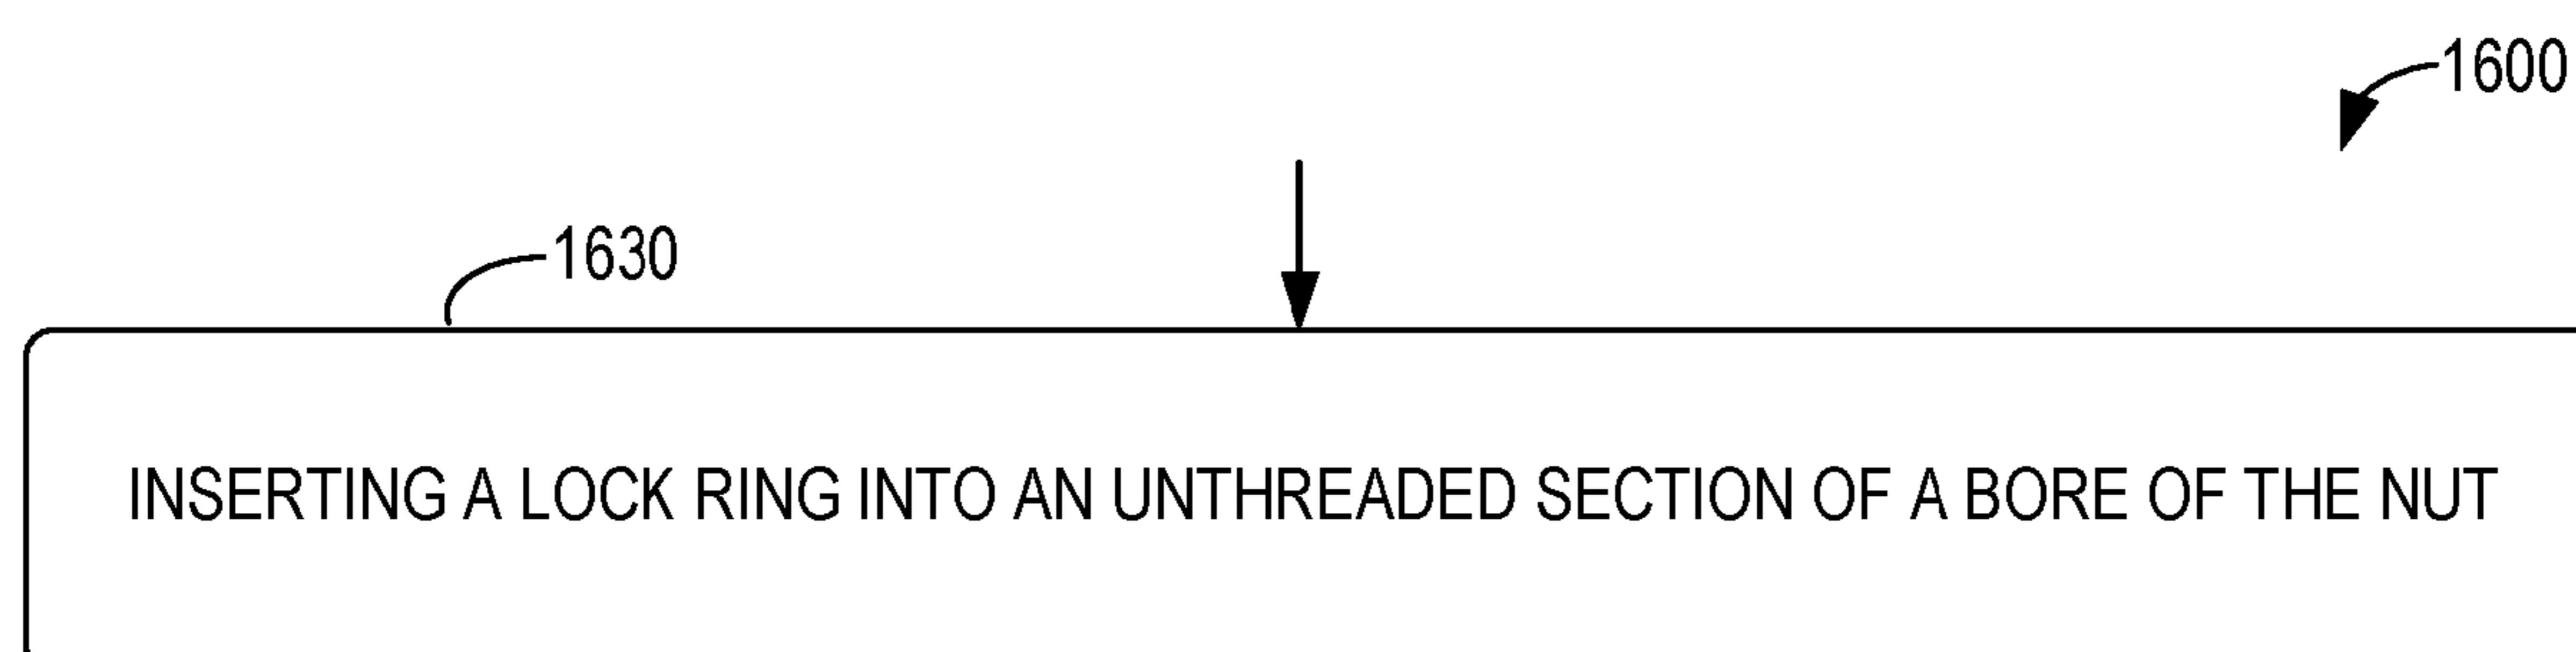 1600
1630
INSERTING A LOCK RING INTO AN UNTHREADED SECTION OF A BORE OF THE NUT